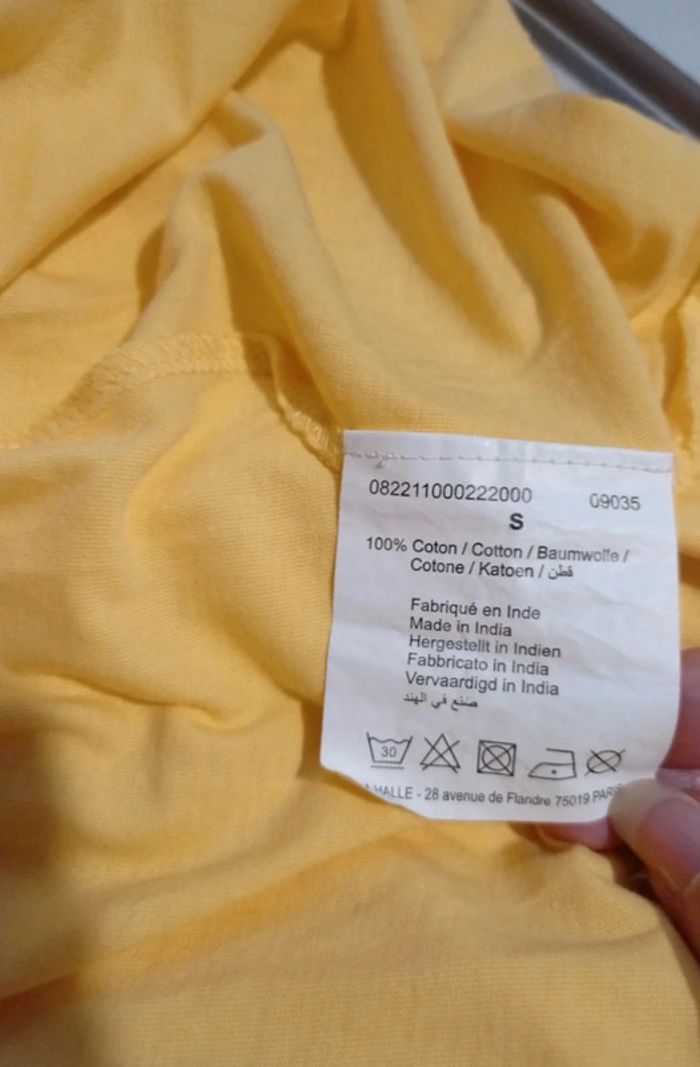 082211000222000 09035
S
100% Coton / Cotton / Baumwolle /
Cotone / Katoen / قطن
Fabriqué en Inde
Made in India
Hergestellt in Indien
Fabbricato in India
Vervaardigd in India
صنع في الهند
30
HALLE - 28 avenue de Flandre 75019 PARIS